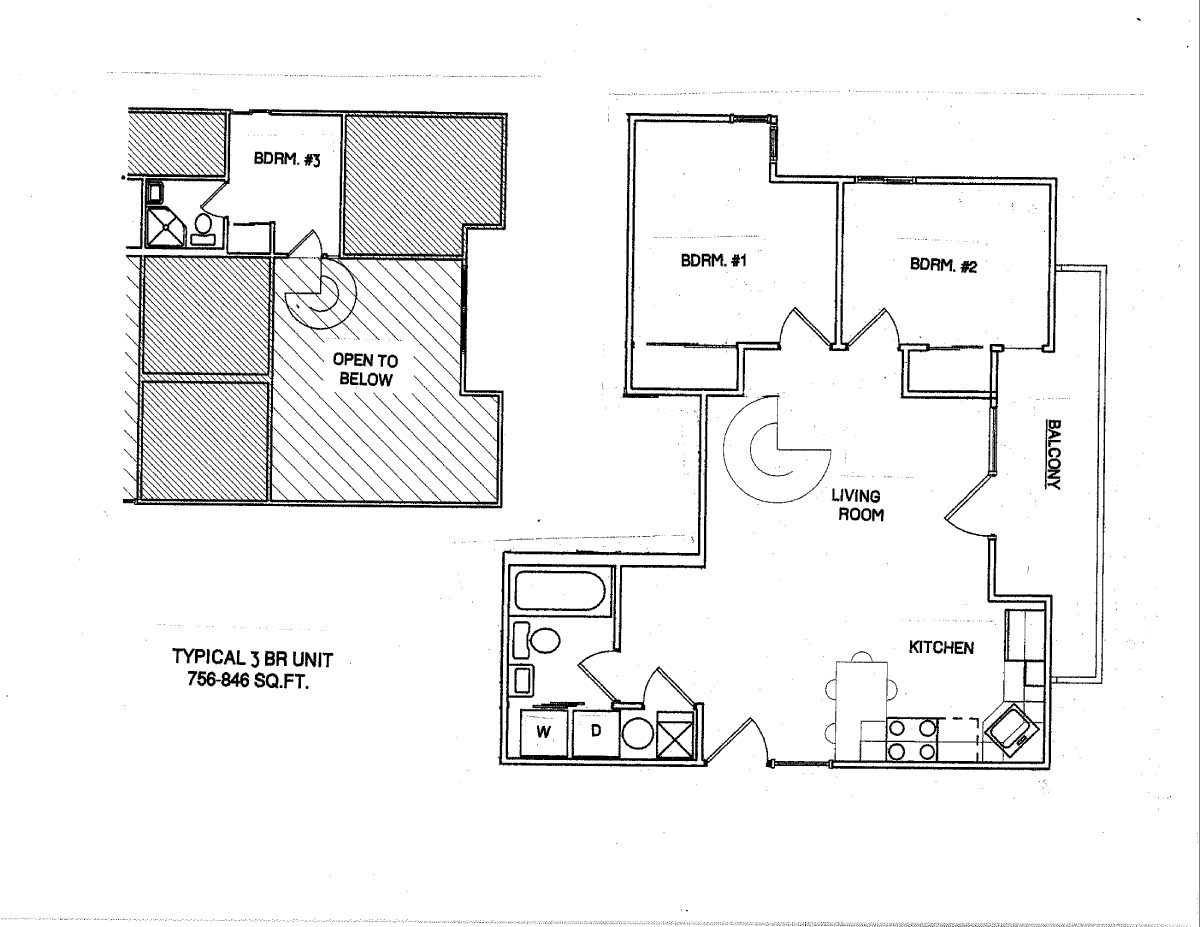 BDRM. #3
OPEN TO
BELOW
BDRM. #1
BDRM. #2
BALCONY
LIVING
ROOM
KITCHEN
W
D
TYPICAL 3 BR UNIT
756-846 SQ.FT.